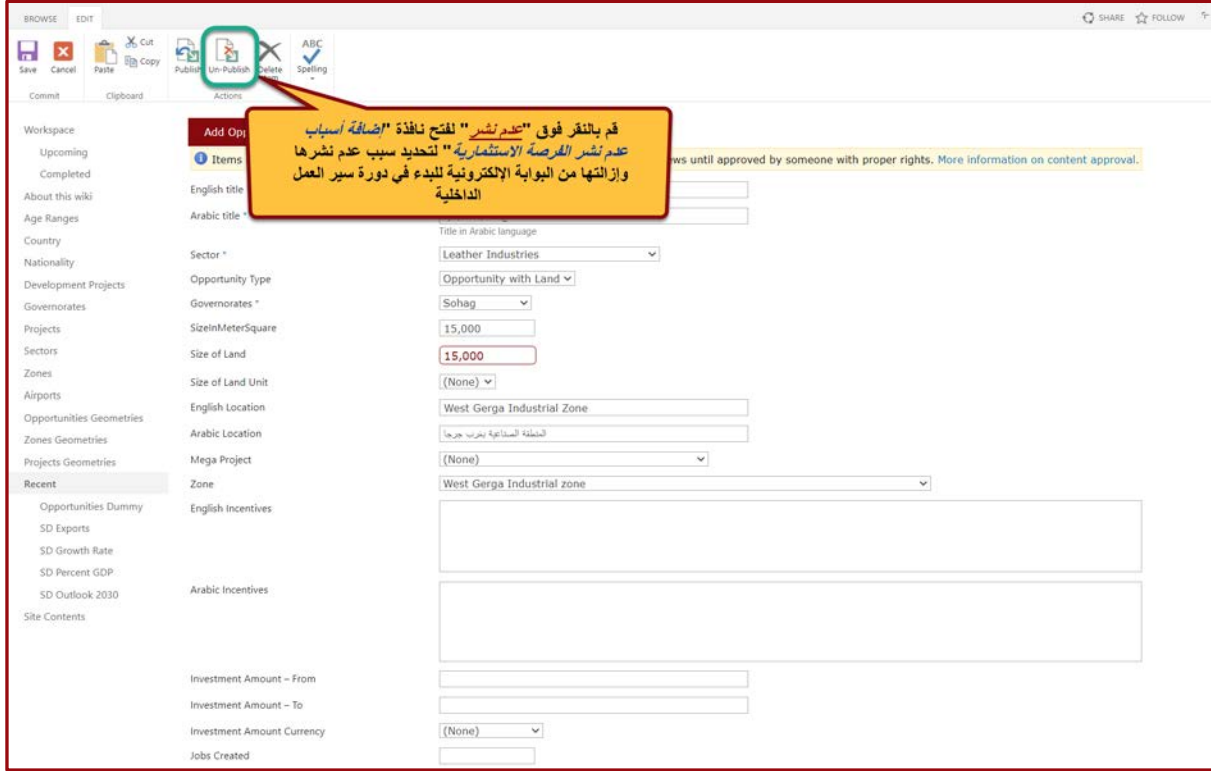 BROWSE EDIT
SHARE FOLLOW
Save Cancel Paste Cut Copy Publish Un-Publish Delete Item ABC Spelling
Commit Clipboard Actions
قم بالنقر فوق "عدم نشر" لفتح نافذة "إضافة أسباب
عدم نشر الفرصة الاستثمارية" لتحديد سبب عدم نشرها
وإزالتها من البوابة الإلكترونية للبدء في دورة سير العمل
الداخلية
Workspace
Upcoming
Completed
About this wiki
Age Ranges
Country
Nationality
Development Projects
Governorates
Projects
Sectors
Zones
Airports
Opportunities Geometries
Zones Geometries
Projects Geometries
Recent
Opportunities Dummy
SD Exports
SD Growth Rate
SD Percent GDP
SD Outlook 2030
Site Contents
Add Opp
Items ws until approved by someone with proper rights. More information on content approval.
English title
Arabic title *
Title in Arabic language
Sector * Leather Industries
Opportunity Type Opportunity with Land
Governorates * Sohag
SizeInMeterSquare 15,000
Size of Land 15,000
Size of Land Unit (None)
English Location West Gerga Industrial Zone
Arabic Location المنطقة الصناعية بغرب جرجا
Mega Project (None)
Zone West Gerga Industrial zone
English Incentives
Arabic Incentives
Investment Amount – From
Investment Amount – To
Investment Amount Currency (None)
Jobs Created